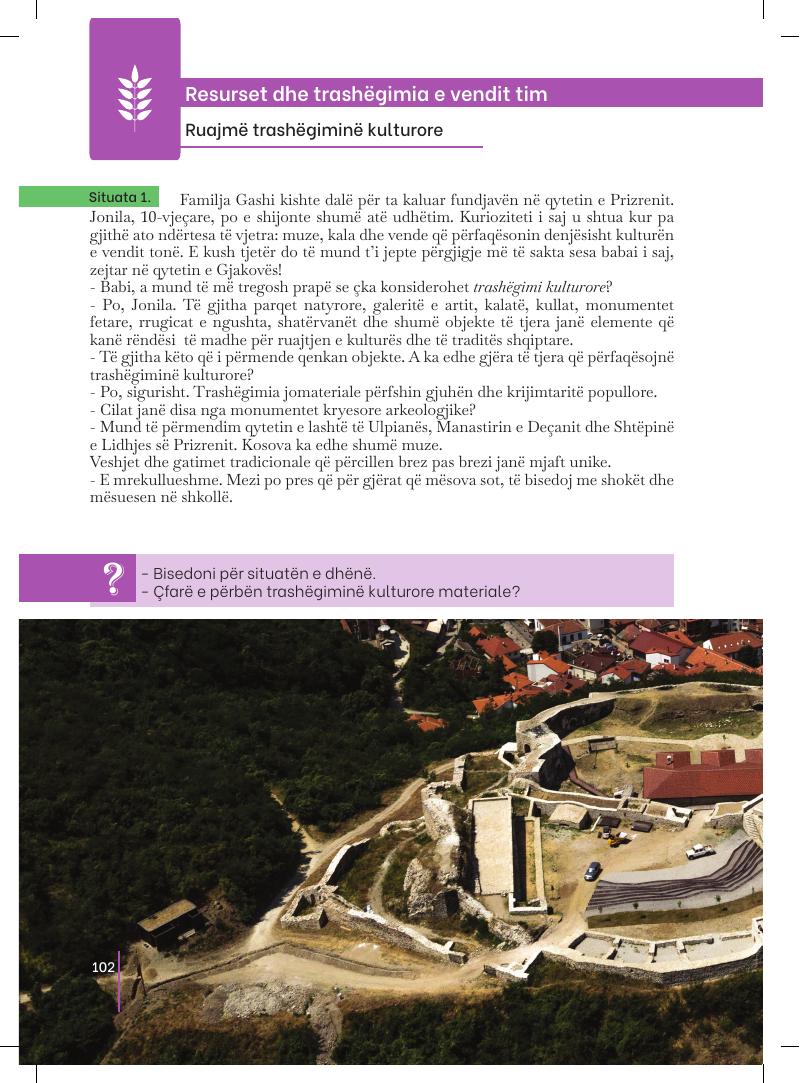 Resurset dhe trashëgimia e vendit tim
Ruajmë trashëgiminë kulturore
Situata 1. Familja Gashi kishte dalë për ta kaluar fundjavën në qytetin e Prizrenit.
Jonila, 10-vjeçare, po e shijonte shumë atë udhëtim. Kurioziteti i saj u shtua kur pa
gjithë ato ndërtesa të vjetra: muze, kala dhe vende që përfaqësonin denjësisht kulturën
e vendit tonë. E kush tjetër do të mund t’i jepte përgjigje më të sakta sesa babai i saj,
zejtar në qytetin e Gjakovës!
- Babi, a mund të më tregosh prapë se çka konsiderohet trashëgimi kulturore?
- Po, Jonila. Të gjitha parqet natyrore, galeritë e artit, kalatë, kullat, monumentet
fetare, rrugicat e ngushta, shatërvanët dhe shumë objekte të tjera janë elemente që
kanë rëndësi të madhe për ruajtjen e kulturës dhe të traditës shqiptare.
- Të gjitha këto që i përmende qenkan objekte. A ka edhe gjëra të tjera që përfaqësojnë
trashëgiminë kulturore?
- Po, sigurisht. Trashëgimia jomateriale përfshin gjuhën dhe krijimtaritë popullore.
- Cilat janë disa nga monumentet kryesore arkeologjike?
- Mund të përmendim qytetin e lashtë të Ulpianës, Manastirin e Deçanit dhe Shtëpinë
e Lidhjes së Prizrenit. Kosova ka edhe shumë muze.
Veshjet dhe gatimet tradicionale që përcillen brez pas brezi janë mjaft unike.
- E mrekullueshme. Mezi po pres që për gjërat që mësova sot, të bisedoj me shokët dhe
mësuesen në shkollë.
?
- Bisedoni për situatën e dhënë.
- Çfarë e përbën trashëgiminë kulturore materiale?
102